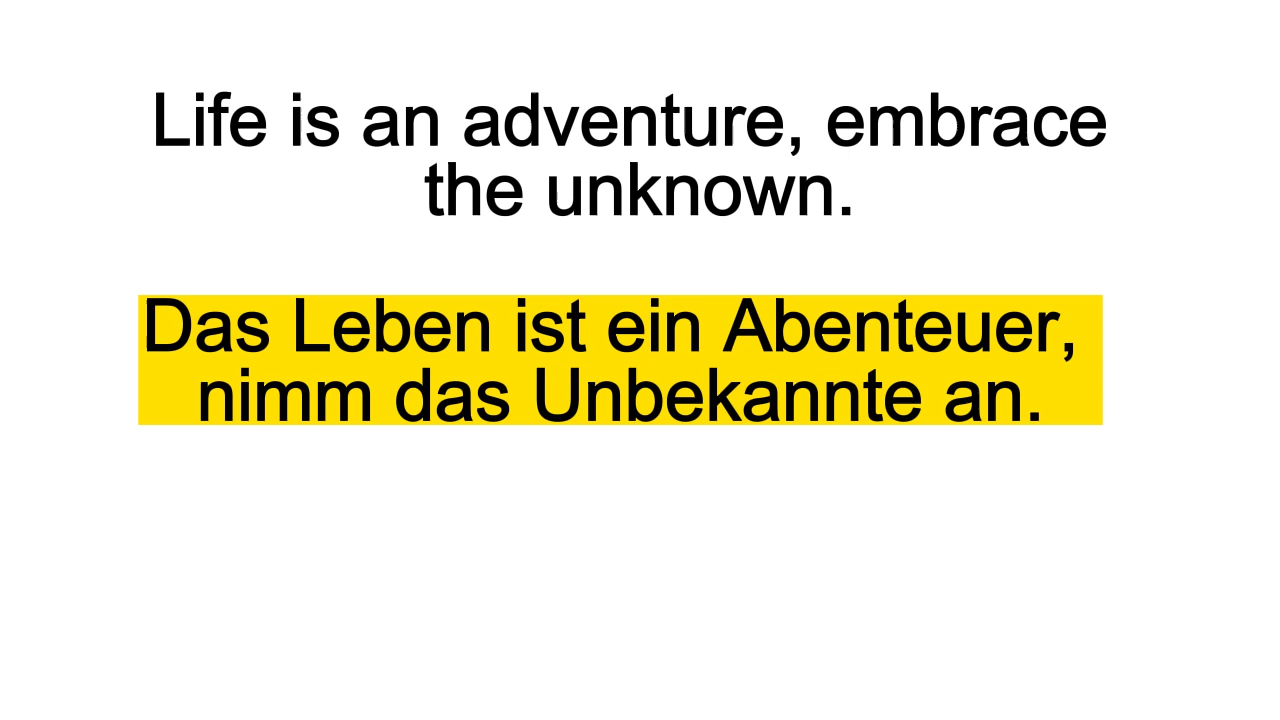 Life is an adventure, embrace
the unknown.
Das Leben ist ein Abenteuer,
nimm das Unbekannte an.